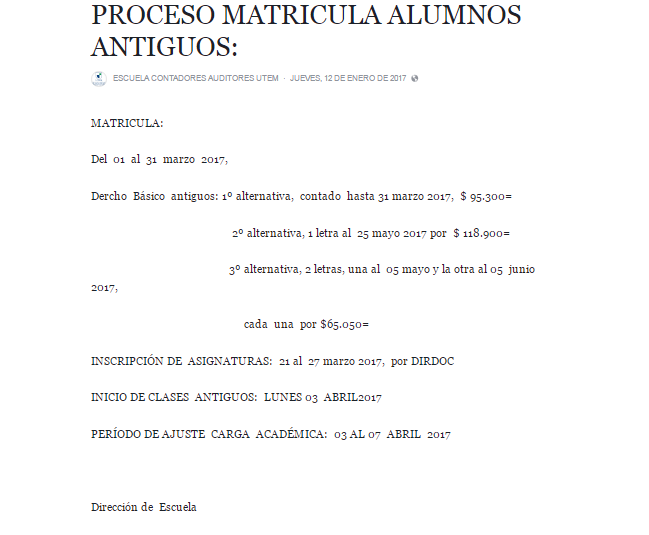 PROCESO MATRICULA ALUMNOS
ANTIGUOS:
ESCUELA CONTADORES AUDITORES UTEM · JUEVES, 12 DE ENERO DE 2017
MATRICULA:
Del 01 al 31 marzo 2017,
Dercho Básico antiguos: 1º alternativa, contado hasta 31 marzo 2017, $ 95.300=
2º alternativa, 1 letra al 25 mayo 2017 por $ 118.900=
3º alternativa, 2 letras, una al 05 mayo y la otra al 05 junio
2017,
cada una por $65.050=
INSCRIPCIÓN DE ASIGNATURAS: 21 al 27 marzo 2017, por DIRDOC
INICIO DE CLASES ANTIGUOS: LUNES 03 ABRIL2017
PERÍODO DE AJUSTE CARGA ACADÉMICA: 03 AL 07 ABRIL 2017
Dirección de Escuela